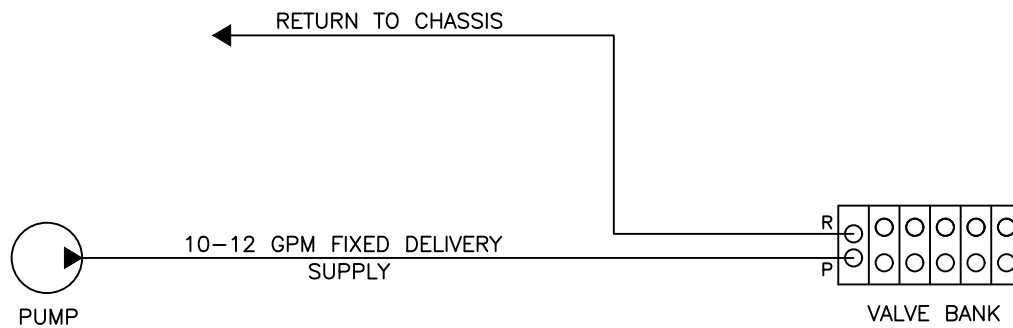 RETURN TO CHASSIS
R
10-12 GPM FIXED DELIVERY
SUPPLY
P
PUMP
VALVE BANK